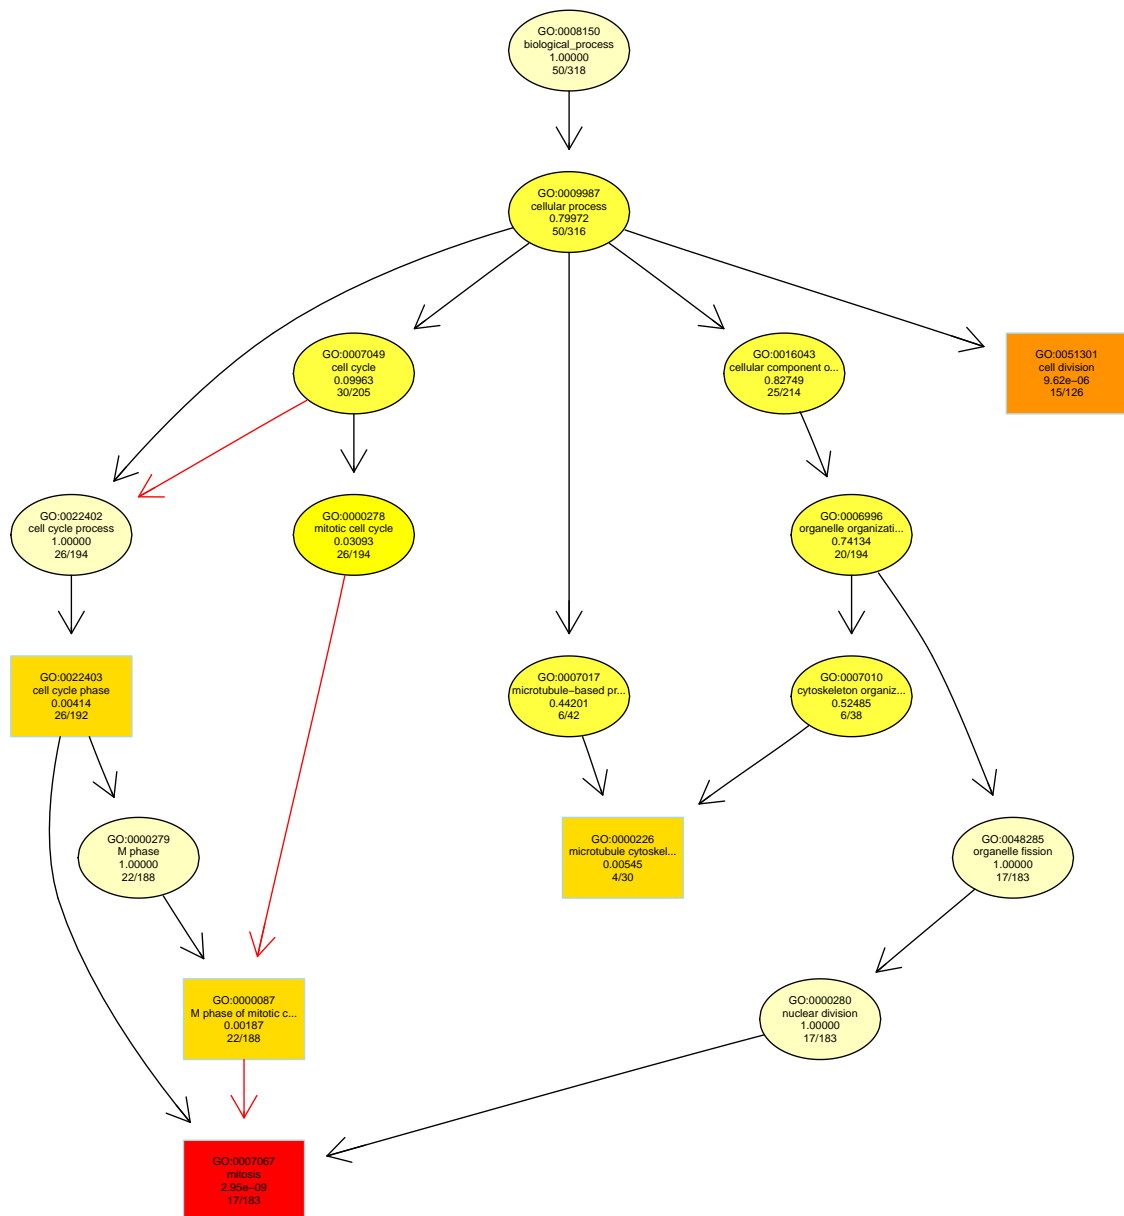 GO:0008150
biological_process
1.00000
50/318
GO:0009987
cellular process
0.79972
50/316
GO:0007049
cell cycle
0.09963
30/205
GO:0016043
cellular component o...
0.82749
25/214
GO:0051301
cell division
9.62e−06
15/126
GO:0022402
cell cycle process
1.00000
26/194
GO:0000278
mitotic cell cycle
0.03093
26/194
GO:0006996
organelle organizati...
0.74134
20/194
GO:0022403
cell cycle phase
0.00414
26/192
GO:0007017
microtubule−based pr...
0.44201
6/42
GO:0007010
cytoskeleton organiz...
0.52485
6/38
GO:0000279
M phase
1.00000
22/188
GO:0000226
microtubule cytoskel...
0.00545
4/30
GO:0048285
organelle fission
1.00000
17/183
GO:0000087
M phase of mitotic c...
0.00187
22/188
GO:0000280
nuclear division
1.00000
17/183
GO:0007067
mitosis
2.95e−09
17/183